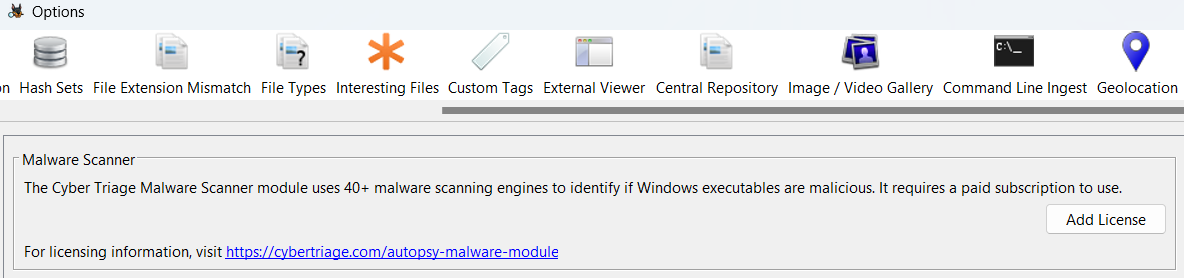 Options
on Hash Sets File Extension Mismatch File Types Interesting Files Custom Tags External Viewer Central Repository Image / Video Gallery Command Line Ingest Geolocation
C:\_
Malware Scanner
The Cyber Triage Malware Scanner module uses 40+ malware scanning engines to identify if Windows executables are malicious. It requires a paid subscription to use.
Add License
For licensing information, visit https://cybertriage.com/autopsy-malware-module